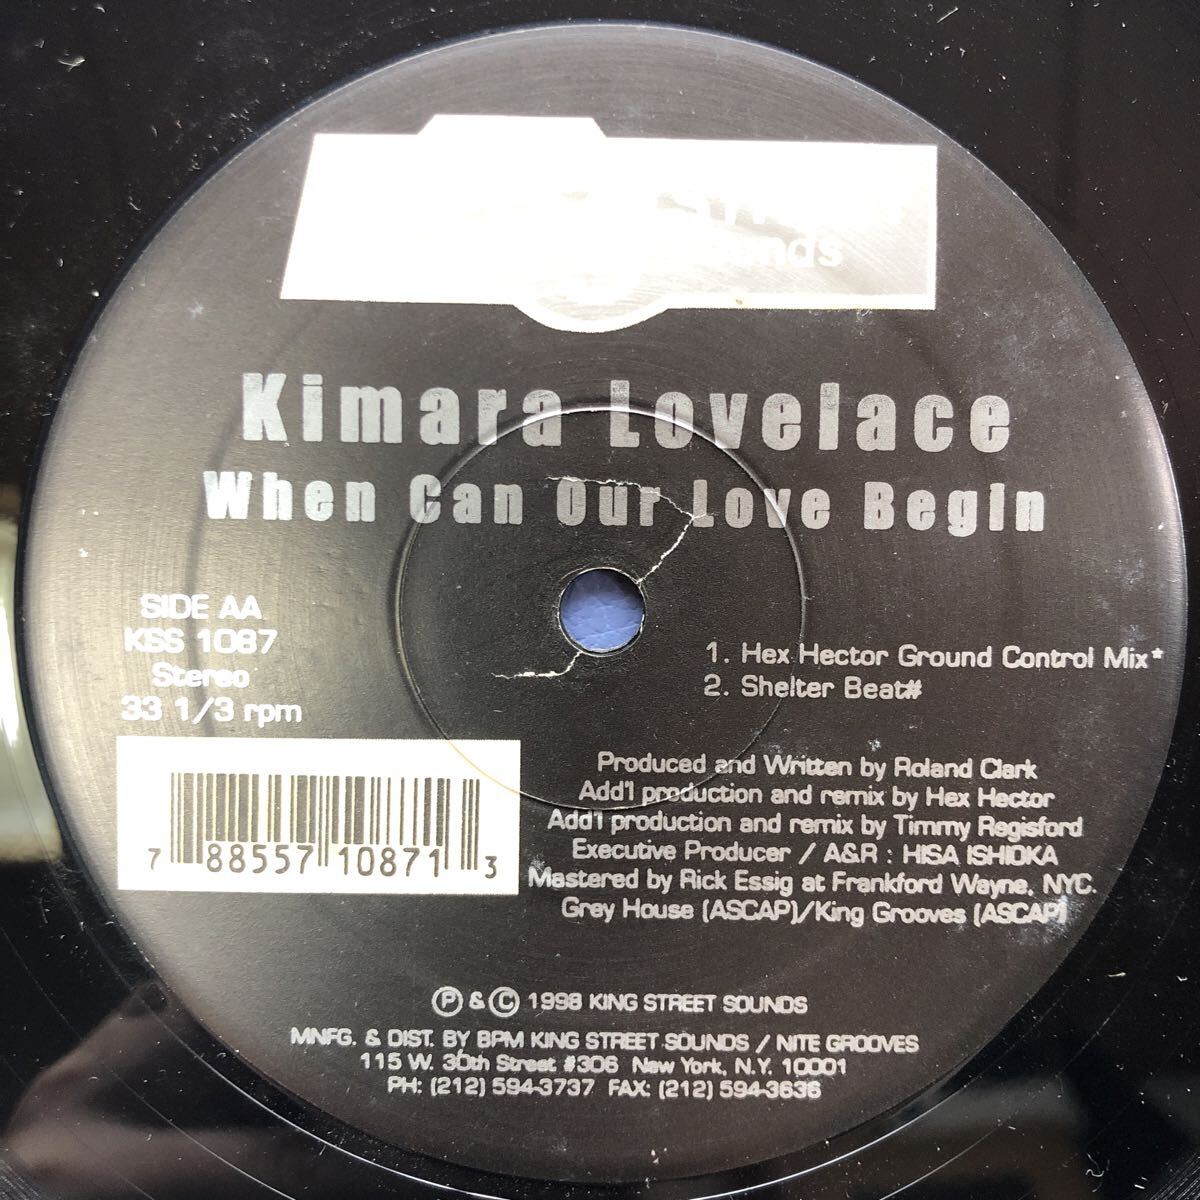 Kimara Lovelace
When Can Our Love Begin
SIDE AA
KSS 1087
Stereo
33 1/3 rpm
1. Hex Hector Ground Control Mix*
2. Shelter Beat#
7 88557 10871 3
Produced and Written by Roland Clark
Add'l production and remix by Hex Hector
Add'l production and remix by Timmy Regisford
Executive Producer / A&R : HISA ISHIOKA
Mastered by Rick Essig at Frankford Wayne, NYC.
Grey House (ASCAP)/King Grooves (ASCAP)
Ⓟ & © 1998 KING STREET SOUNDS
MNFG. & DIST. BY BPM KING STREET SOUNDS / NITE GROOVES
115 W. 30th Street #306 New York, N.Y. 10001
PH: (212) 594-3737 FAX: (212) 594-3636